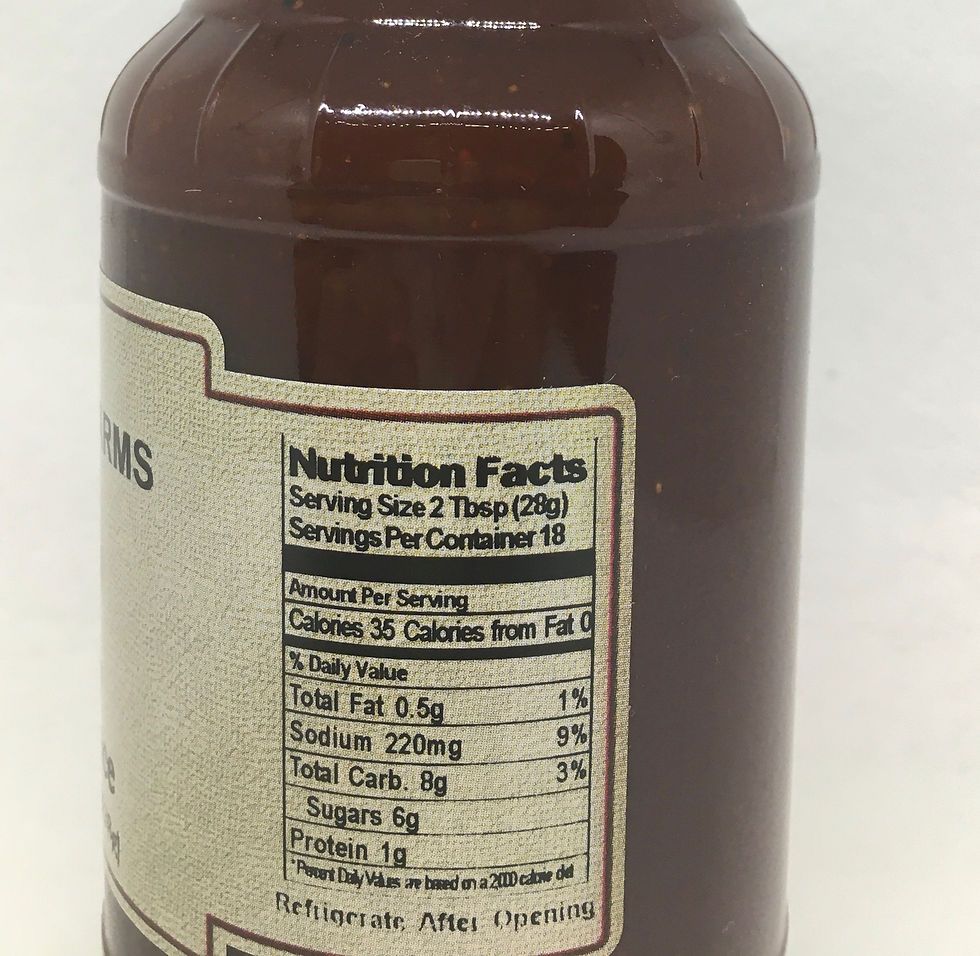 RMS
Nutrition Facts
Serving Size 2 Tbsp (28g)
Servings Per Container 18
Amount Per Serving
Calories 35 Calories from Fat 0
% Daily Value
Total Fat 0.5g 1%
Sodium 220mg 9%
Total Carb. 8g 3%
Sugars 6g
Protein 1g
*Percent Daily Values are based on a 2000 calorie diet
Refrigerate After Opening